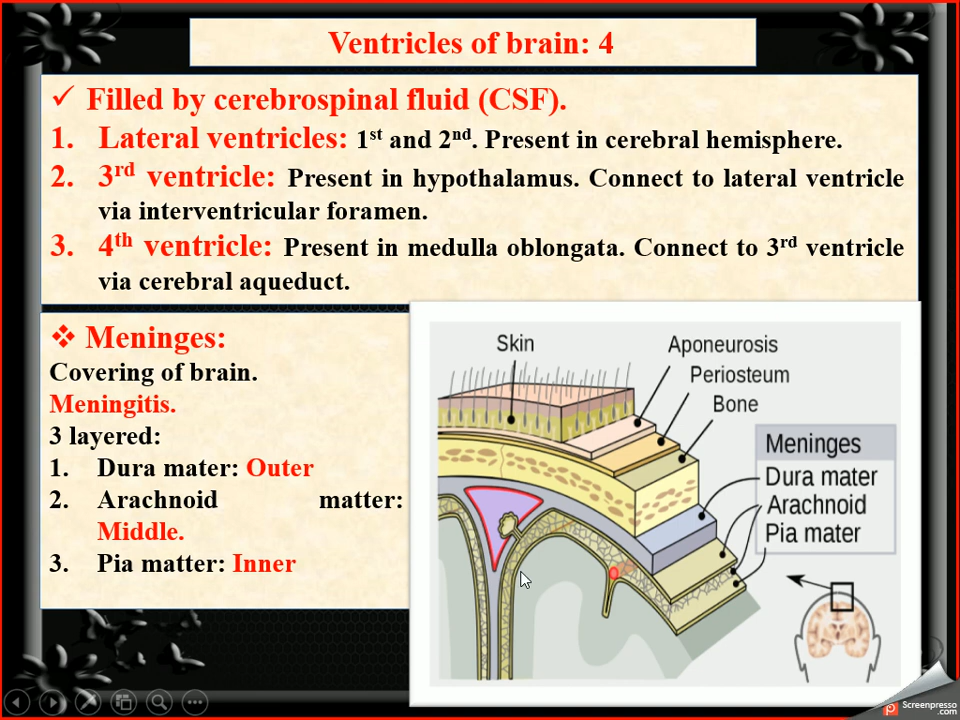 Ventricles of brain: 4
✓ Filled by cerebrospinal fluid (CSF).
1. Lateral ventricles: 1st and 2nd. Present in cerebral hemisphere.
2. 3rd ventricle: Present in hypothalamus. Connect to lateral ventricle
via interventricular foramen.
3. 4th ventricle: Present in medulla oblongata. Connect to 3rd ventricle
via cerebral aqueduct.
❖ Meninges:
Covering of brain.
Meningitis.
3 layered:
1. Dura mater: Outer
2. Arachnoid matter:
Middle.
3. Pia matter: Inner
Skin
Aponeurosis
Periosteum
Bone
Meninges
Dura mater
Arachnoid
Pia mater
Screenpresso
.com